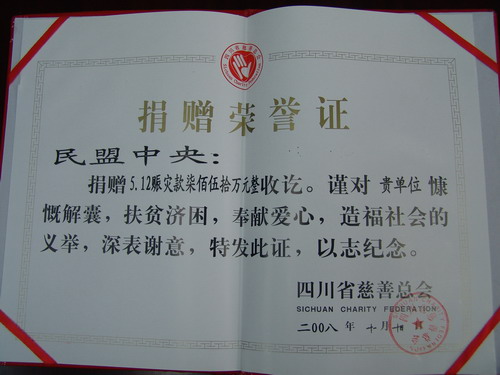 捐赠荣誉证
民盟中央：
捐赠5.12赈灾款柒佰伍拾万元整收讫。谨对 贵单位 慷
慨解囊，扶贫济困，奉献爱心，造福社会的
义举，深表谢意，特发此证，以志纪念。
四川省慈善总会
SICHUAN CHARITY FEDERATION
二〇〇八年 十月